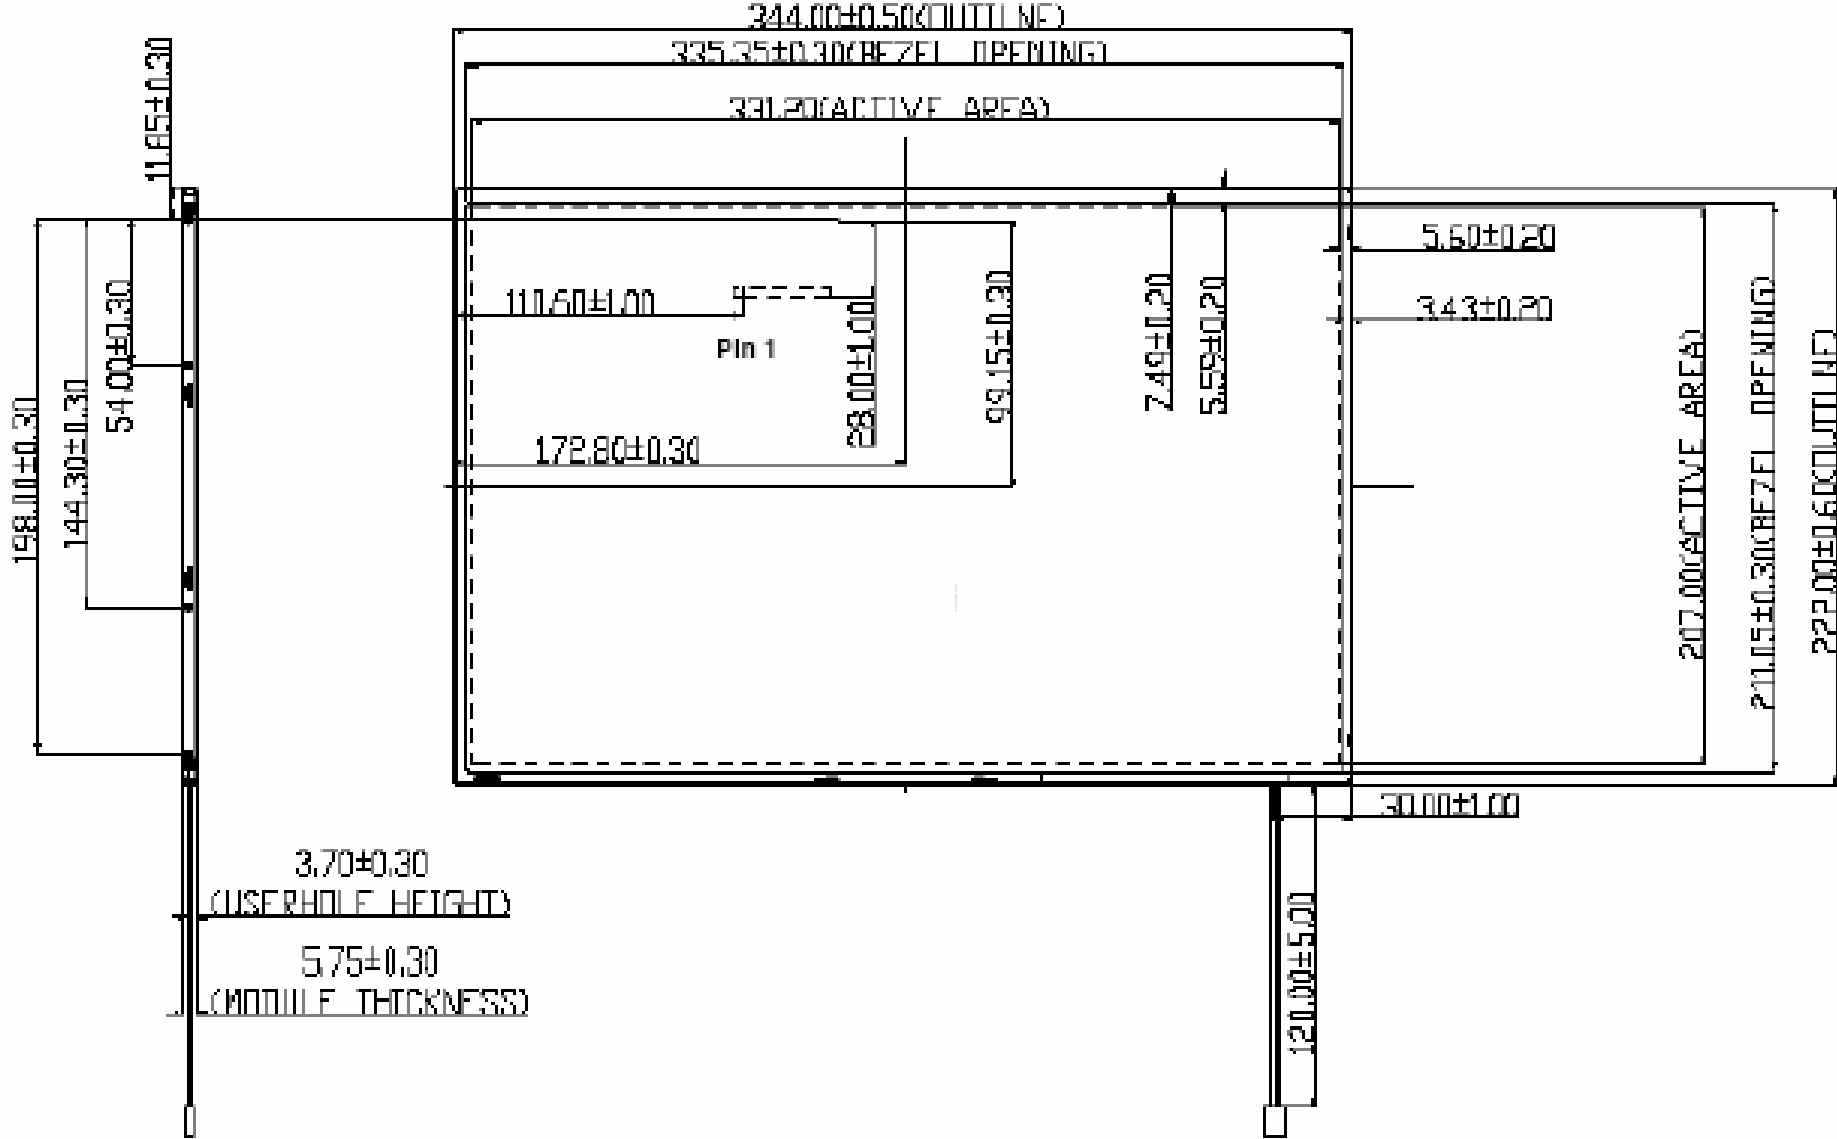 344.00±0.50(OUTLINE)
335.35±0.30(BEZEL OPENING)
331.20(ACTIVE AREA)
11.85±0.30
5.60±0.20
3.43±0.20
110.60±1.00
Pin 1
28.00±1.00
99.15±0.30
7.49±0.20
5.59±0.20
172.80±0.30
54.00±0.30
144.30±0.30
198.00±0.30
207.00(ACTIVE AREA)
211.05±0.30(BEZEL OPENING)
222.00±0.60(OUTLINE)
30.00±1.00
3.70±0.30
(USERHOLE HEIGHT)
5.75±0.30
(MODULE THICKNESS)
120.00±5.00